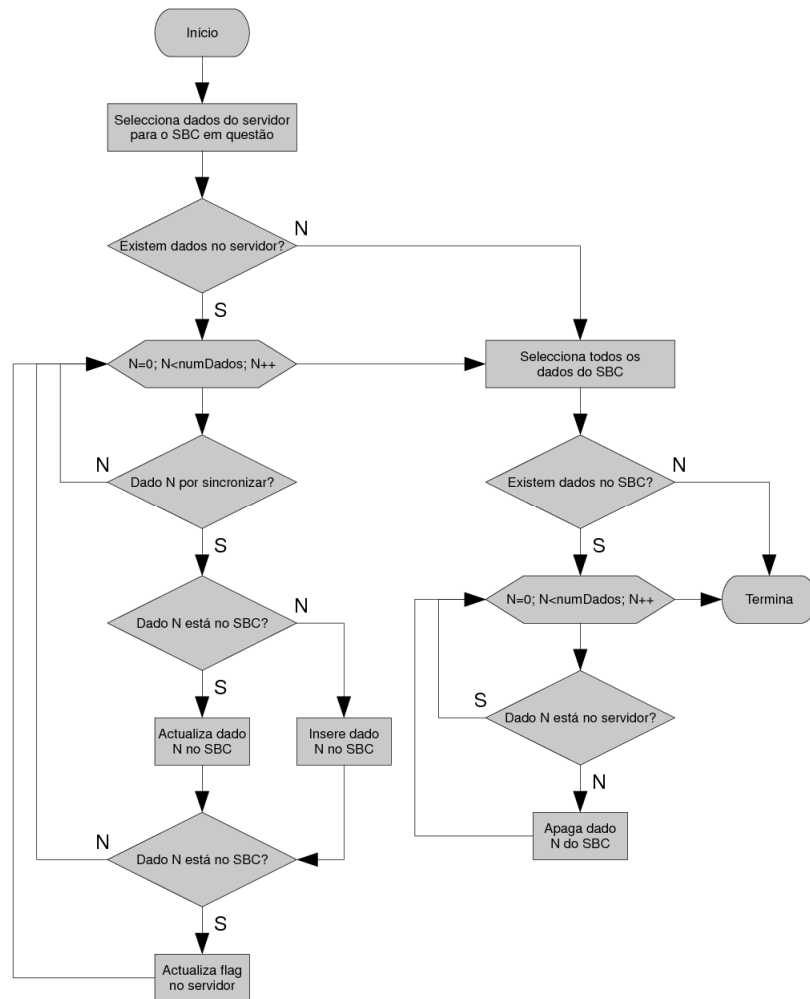 Início
Selecciona dados do servidor
para o SBC em questão
Existem dados no servidor?
N
S
N=0; N<numDados; N++
Selecciona todos os
dados do SBC
Dado N por sincronizar?
N
S
Existem dados no SBC?
N
S
Dado N está no SBC?
N
S
N=0; N<numDados; N++
Termina
Actualiza dado
N no SBC
Insere dado
N no SBC
Dado N está no servidor?
S
N
Dado N está no SBC?
N
S
Apaga dado
N do SBC
Actualiza flag
no servidor